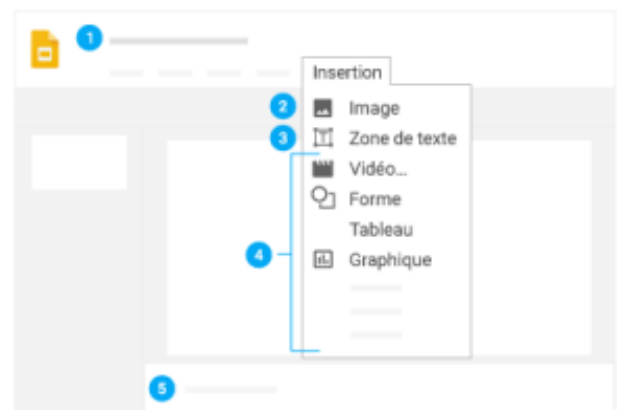 1
Insertion
2 Image
3 Zone de texte
Vidéo...
Forme
Tableau
4 Graphique
5